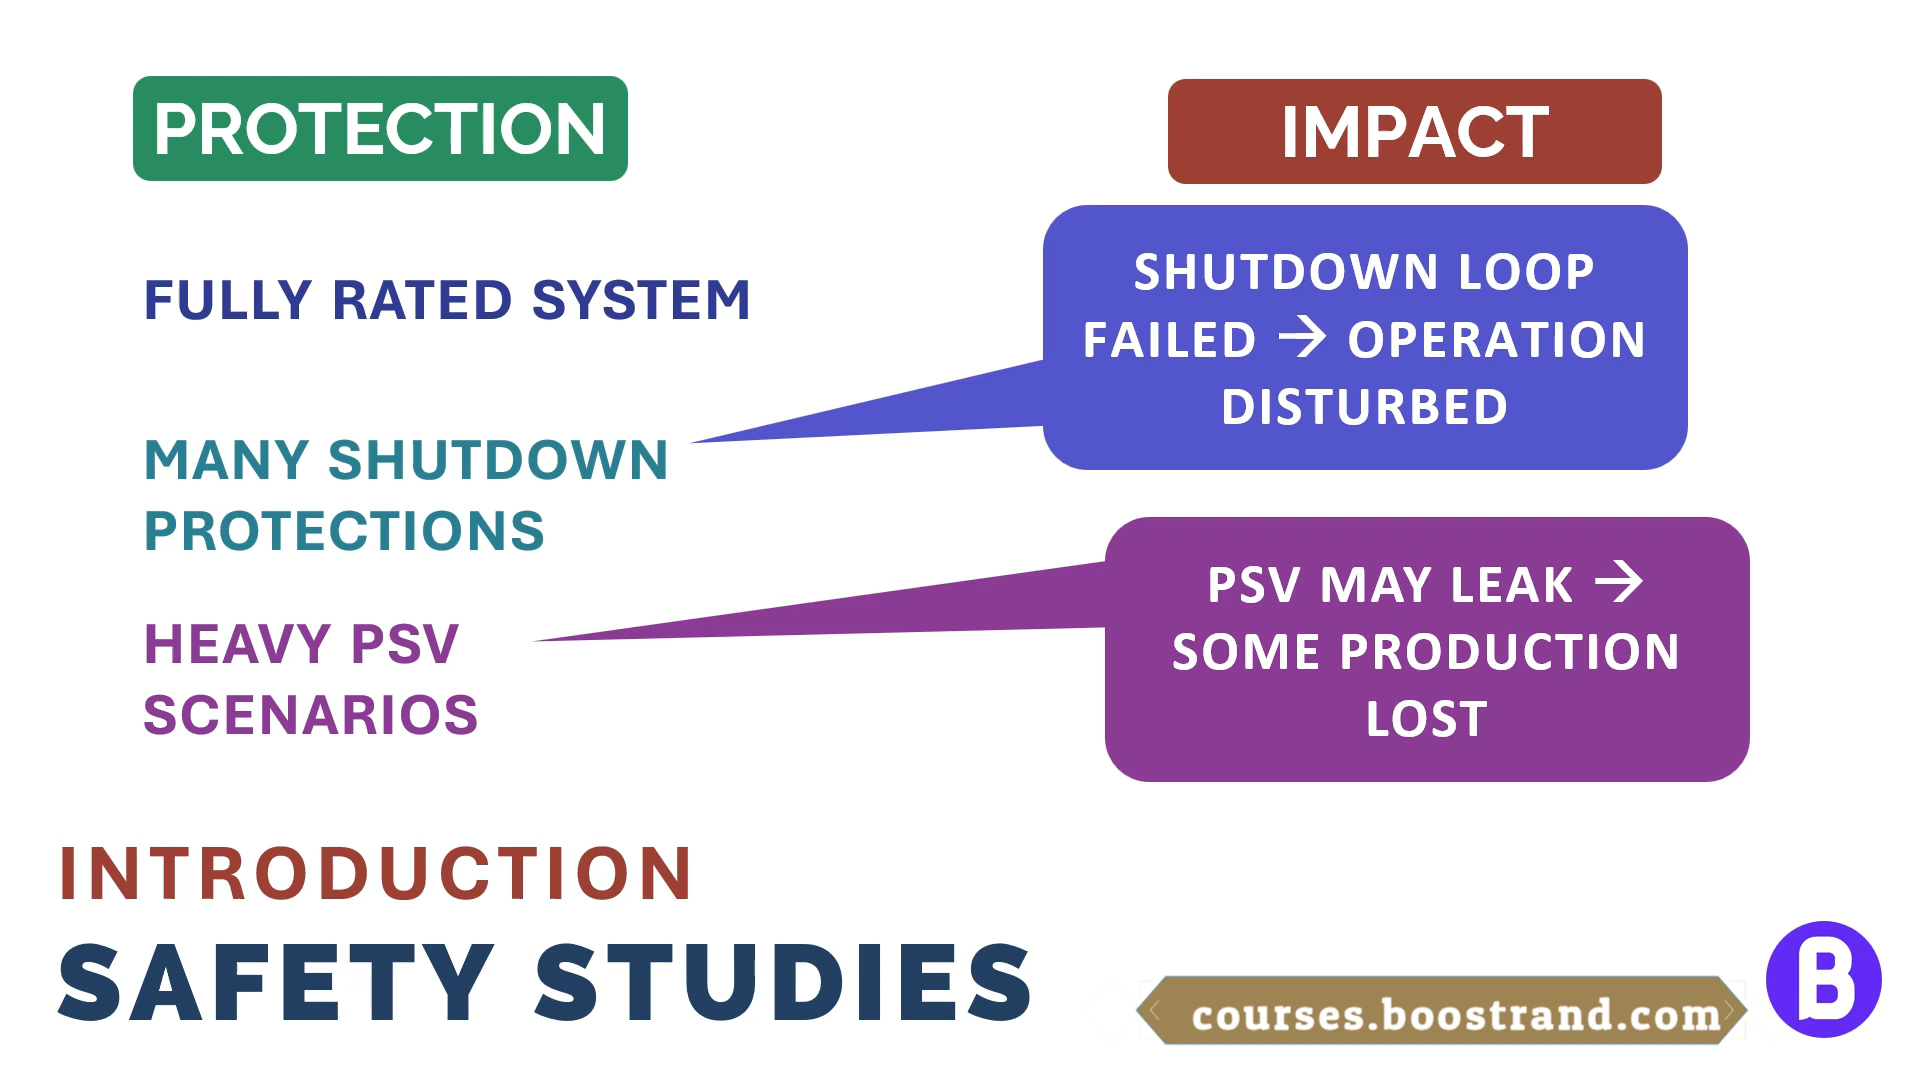 PROTECTION
IMPACT
FULLY RATED SYSTEM
SHUTDOWN LOOP
FAILED → OPERATION
DISTURBED
MANY SHUTDOWN
PROTECTIONS
PSV MAY LEAK →
SOME PRODUCTION
LOST
HEAVY PSV
SCENARIOS
INTRODUCTION
SAFETY STUDIES
courses.boostrand.com
B